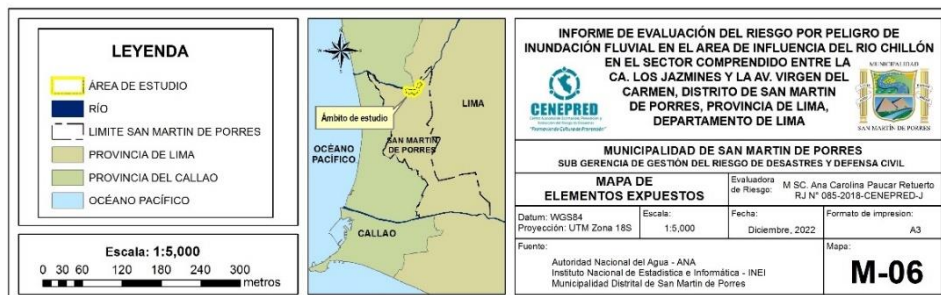 LEYENDA
ÁREA DE ESTUDIO
RÍO
LIMITE SAN MARTIN DE PORRES
PROVINCIA DE LIMA
PROVINCIA DEL CALLAO
OCÉANO PACÍFICO
Escala: 1:5,000
0 30 60 120 180 240 300
metros
Ámbito de estudio
LIMA
OCÉANO
PACÍFICO
SAN MARTIN
DE PORRES
CALLAO
INFORME DE EVALUACIÓN DEL RIESGO POR PELIGRO DE
INUNDACIÓN FLUVIAL EN EL AREA DE INFLUENCIA DEL RIO CHILLÓN
EN EL SECTOR COMPRENDIDO ENTRE LA
CA. LOS JAZMINES Y LA AV. VIRGEN DEL
CARMEN, DISTRITO DE SAN MARTIN
DE PORRES, PROVINCIA DE LIMA,
DEPARTAMENTO DE LIMA
CENEPRED
MUNICIPALIDAD
SAN MARTÍN DE PORRES
MUNICIPALIDAD DE SAN MARTIN DE PORRES
SUB GERENCIA DE GESTIÓN DEL RIESGO DE DESASTRES Y DEFENSA CIVIL
MAPA DE
ELEMENTOS EXPUESTOS
Evaluadora
de Riesgo:
M SC. Ana Carolina Paucar Retuerto
RJ N° 085-2018-CENEPRED-J
Datum: WGS84
Proyección: UTM Zona 18S
Escala:
1:5,000
Fecha:
Diciembre, 2022
Formato de impresion:
A3
Fuente:
Autoridad Nacional del Agua - ANA
Instituto Nacional de Estadistica e Informática - INEI
Municipalidad Distrital de San Martin de Porres
Mapa:
M-06